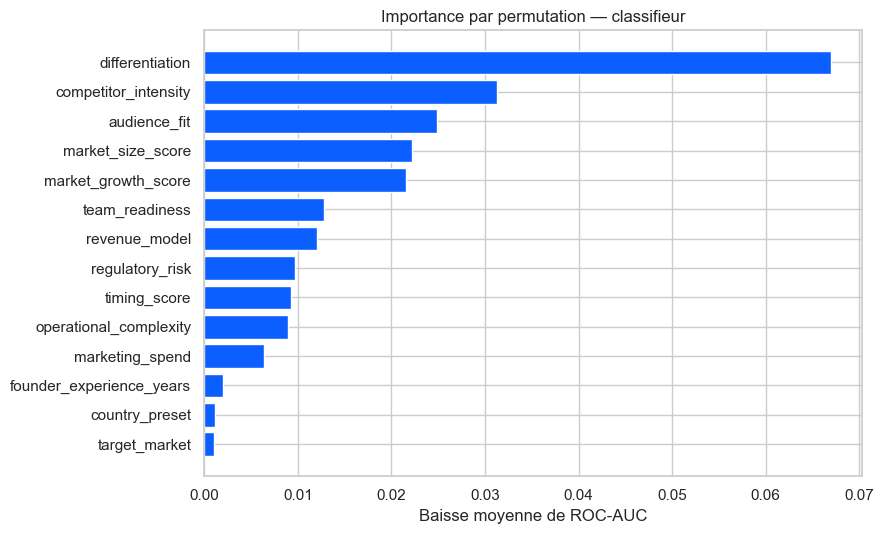 Importance par permutation — classifieur
differentiation
competitor_intensity
audience_fit
market_size_score
market_growth_score
team_readiness
revenue_model
regulatory_risk
timing_score
operational_complexity
marketing_spend
founder_experience_years
country_preset
target_market
0.00 0.01 0.02 0.03 0.04 0.05 0.06 0.07
Baisse moyenne de ROC-AUC